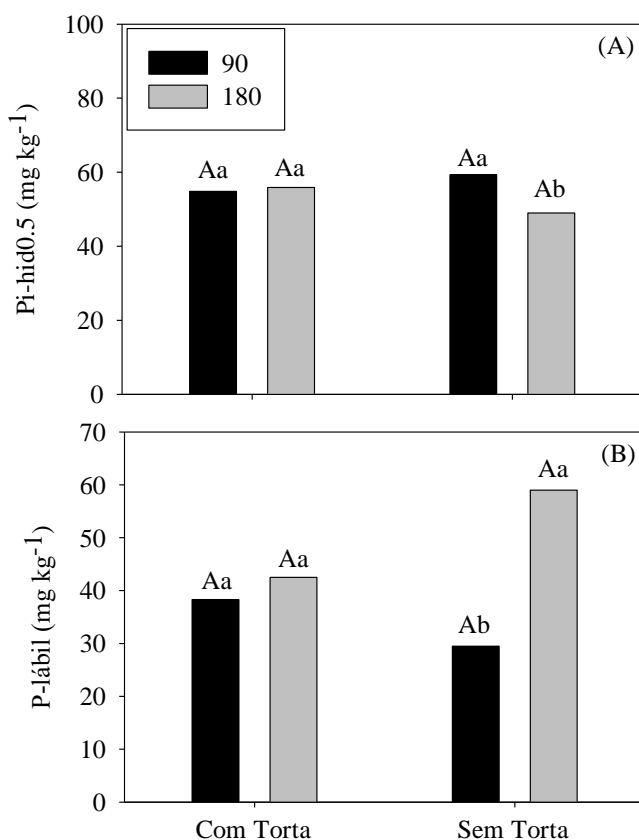 100
(A)
90
180
80
Aa
Aa
Aa
Ab
60
40
20
0
Pi-hid0.5 (mg kg-1)
70
(B)
60
Aa
50
Aa
Aa
40
Ab
30
20
10
0
P-lábil (mg kg-1)
Com Torta
Sem Torta